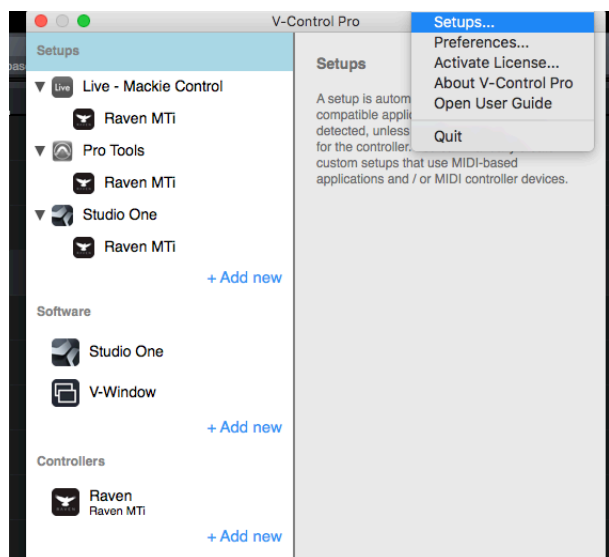 V-Control Pro
Setups...
Preferences...
Activate License...
About V-Control Pro
Open User Guide
Quit
Setups
Live - Mackie Control
Raven MTi
Pro Tools
Raven MTi
Studio One
Raven MTi
+ Add new
Software
Studio One
V-Window
+ Add new
Controllers
Raven
Raven MTi
+ Add new
Setups
A setup is autom
compatible applic
detected, unless
for the controller.
custom setups that use MIDI-based
applications and / or MIDI controller devices.